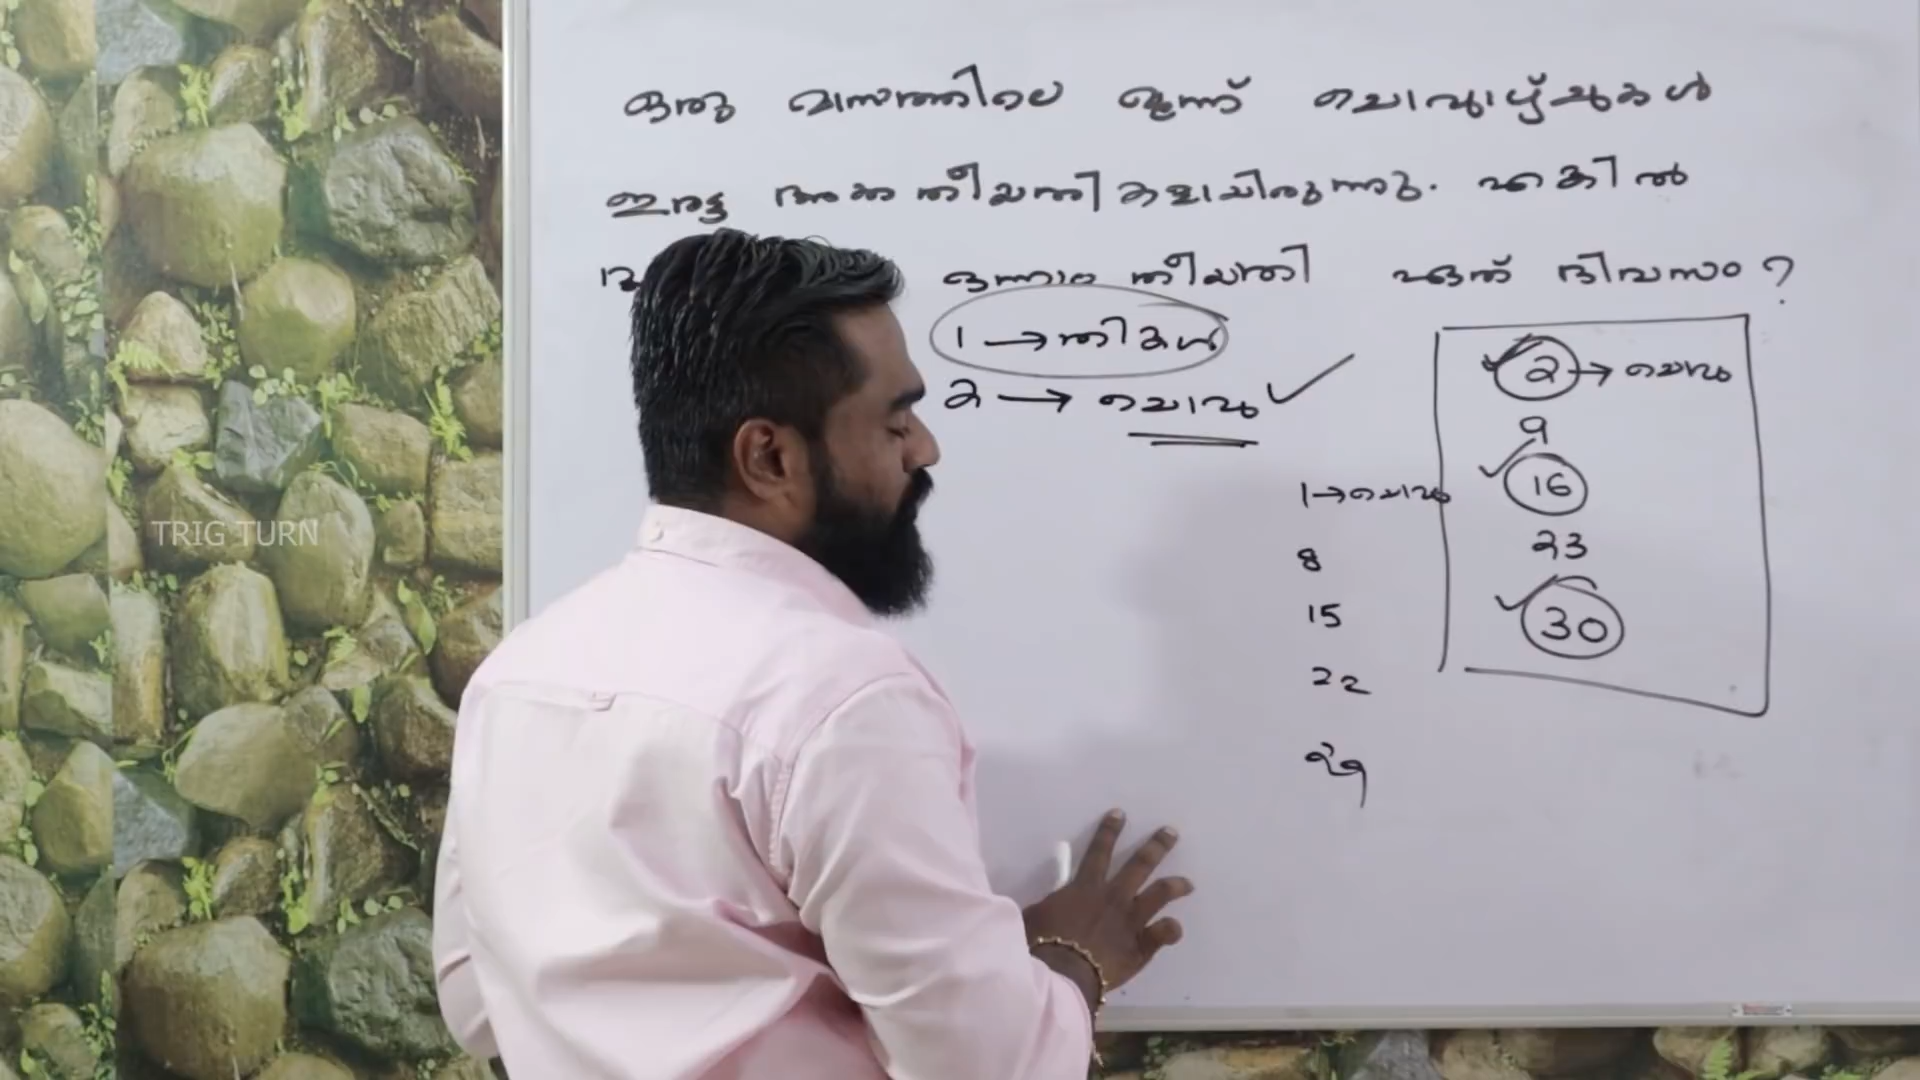 ഒരു മാസത്തിലെ മൂന്ന് ചൊവ്വാഴ്ചകൾ
ഇരട്ട അക്ക തീയതികളായിരുന്നു. എങ്കിൽ
ഒന്നാം തീയതി ഏത് ദിവസം?
1 → തിങ്കൾ
2 → ചൊവ്വ ✓
✓ 2 → ചൊവ്വ
9
✓ 16
23
✓ 30
1 → ചൊവ്വ
8
15
22
29
TRIG TURN